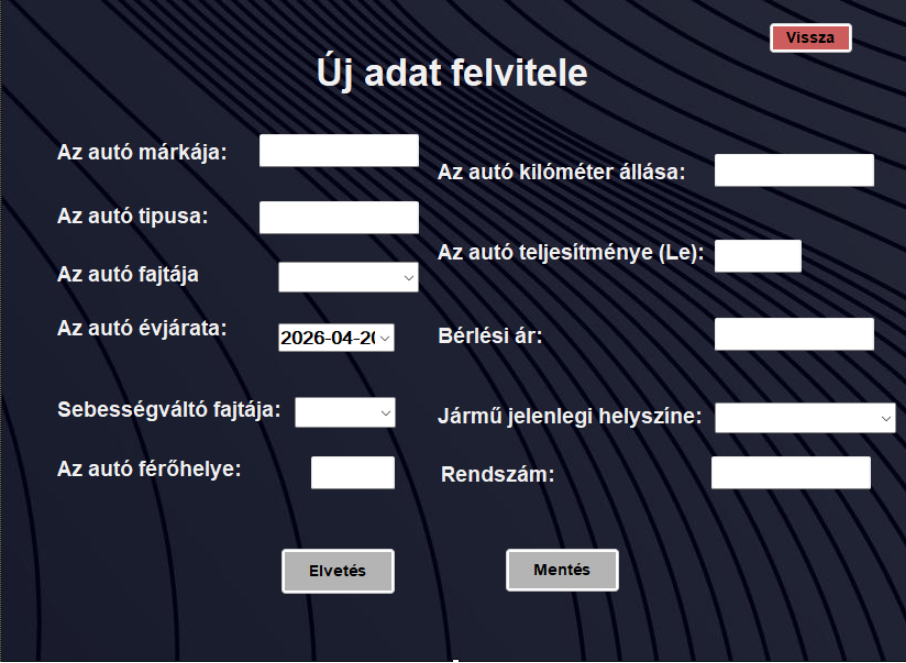 Vissza
Új adat felvitele
Az autó márkája:
Az autó kilóméter állása:
Az autó tipusa:
Az autó teljesítménye (Le):
Az autó fajtája
Az autó évjárata:
2026-04-20
Bérlési ár:
Sebességváltó fajtája:
Jármű jelenlegi helyszíne:
Az autó férőhelye:
Rendszám:
Elvetés
Mentés